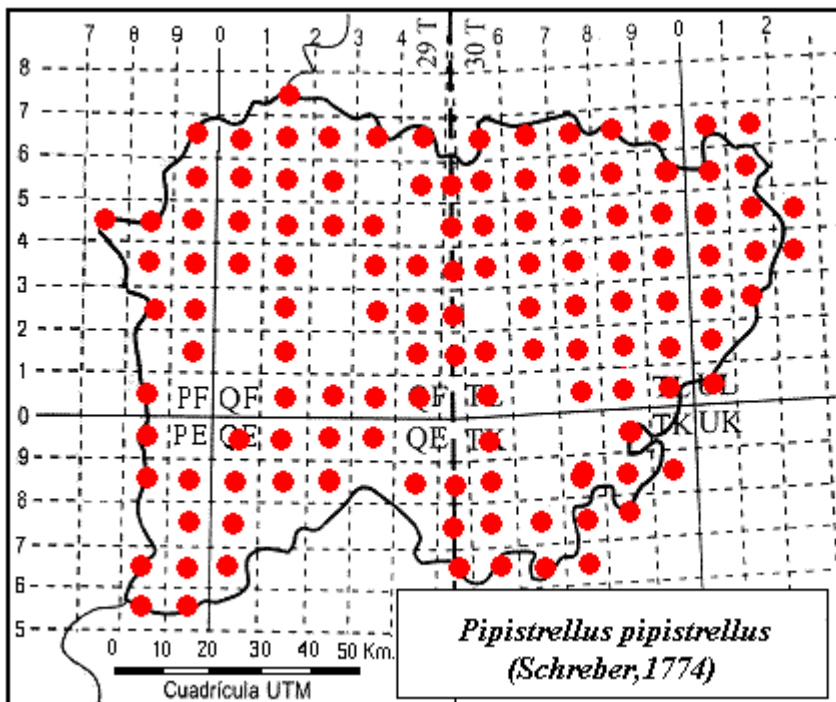 7 8 9 0 1 2 3 4 29 T 30 T 6 7 8 9 0 1 2
8
7
6
5
4
3
2
1
PF QF QF TL TL UL
0
PE QE QE TK TK UK
9
8
7
6
5
0 10 20 30 40 50 Km.
Cuadrícula UTM
Pipistrellus pipistrellus
(Schreber,1774)